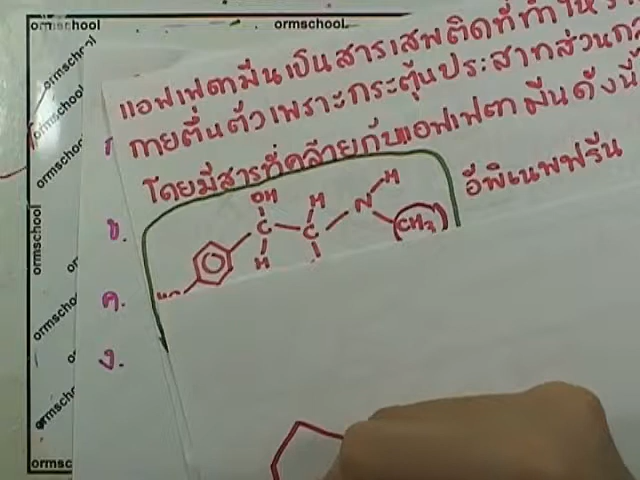 ormschool ormschool
แอฟเฟตามีนเป็นสารเสพติดที่ทำให้
กายตื่นตัวเพราะกระตุ้นประสาทส่วน
โดยมีสารที่คล้ายกับแอฟเฟตามีนดังนี้
อีพิเนฟฟรีน
OH H H
C C N
H CH3
ข.
ค.
ง.
ormschool
ormschool
ormschool
ormschool